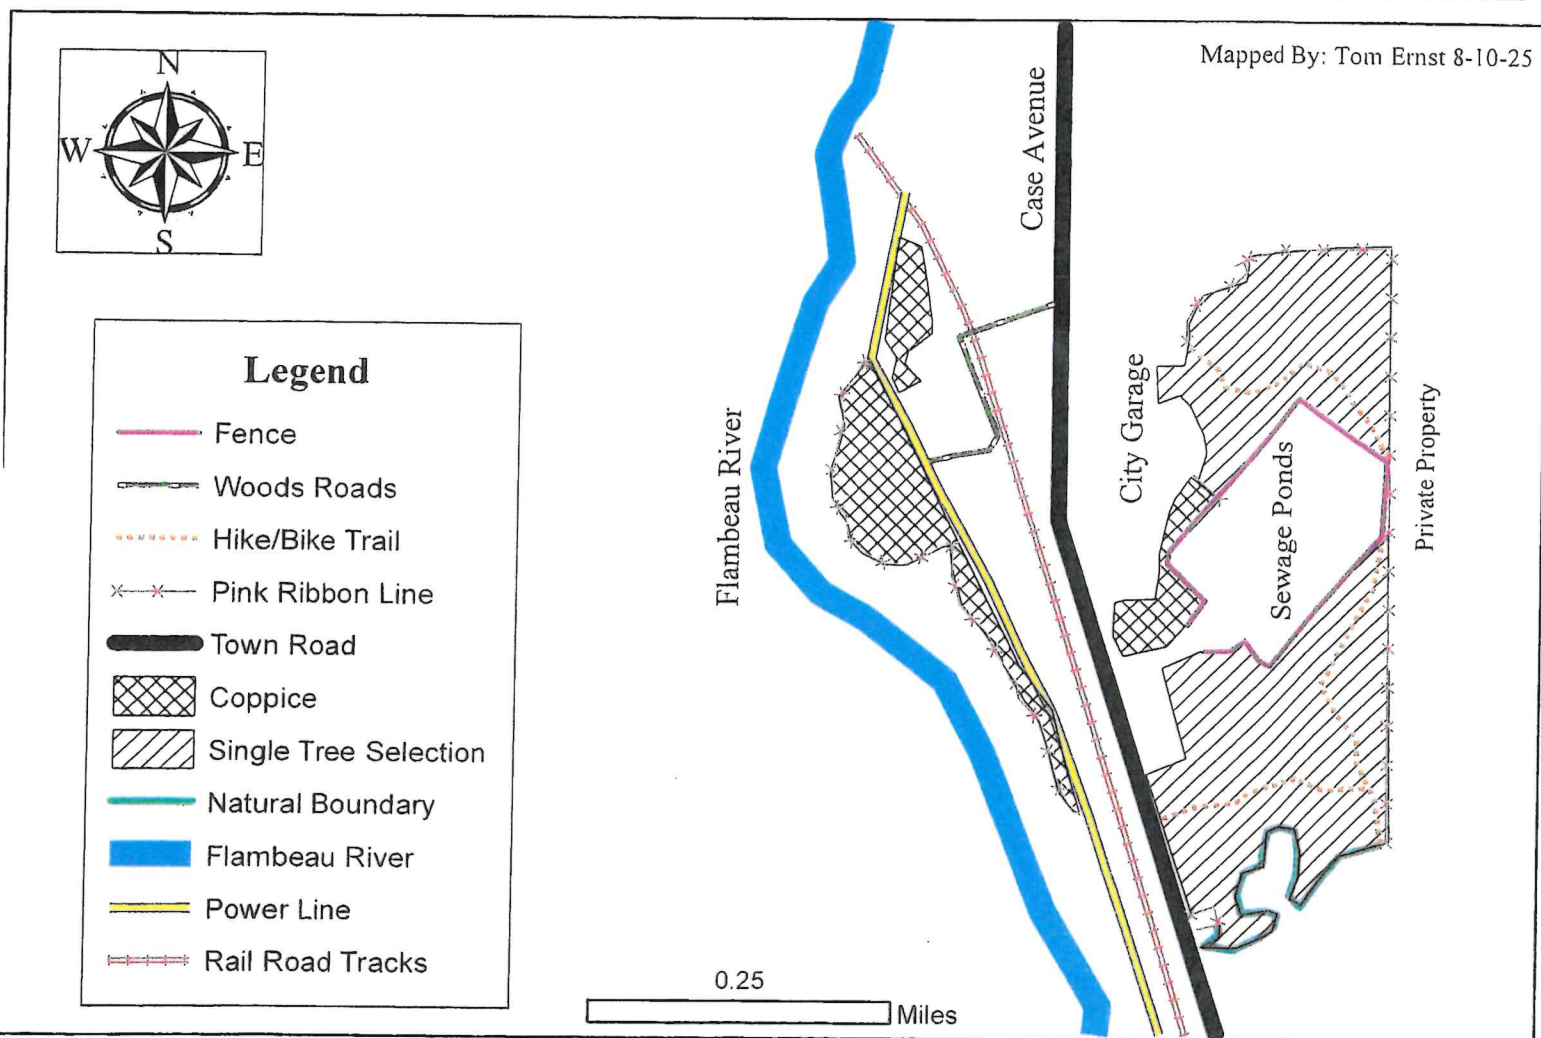 Mapped By: Tom Ernst 8-10-25
N
W
E
S
Legend
Fence
Woods Roads
Hike/Bike Trail
Pink Ribbon Line
Town Road
Coppice
Single Tree Selection
Natural Boundary
Flambeau River
Power Line
Rail Road Tracks
Flambeau River
Case Avenue
City Garage
Sewage Ponds
Private Property
0.25
Miles